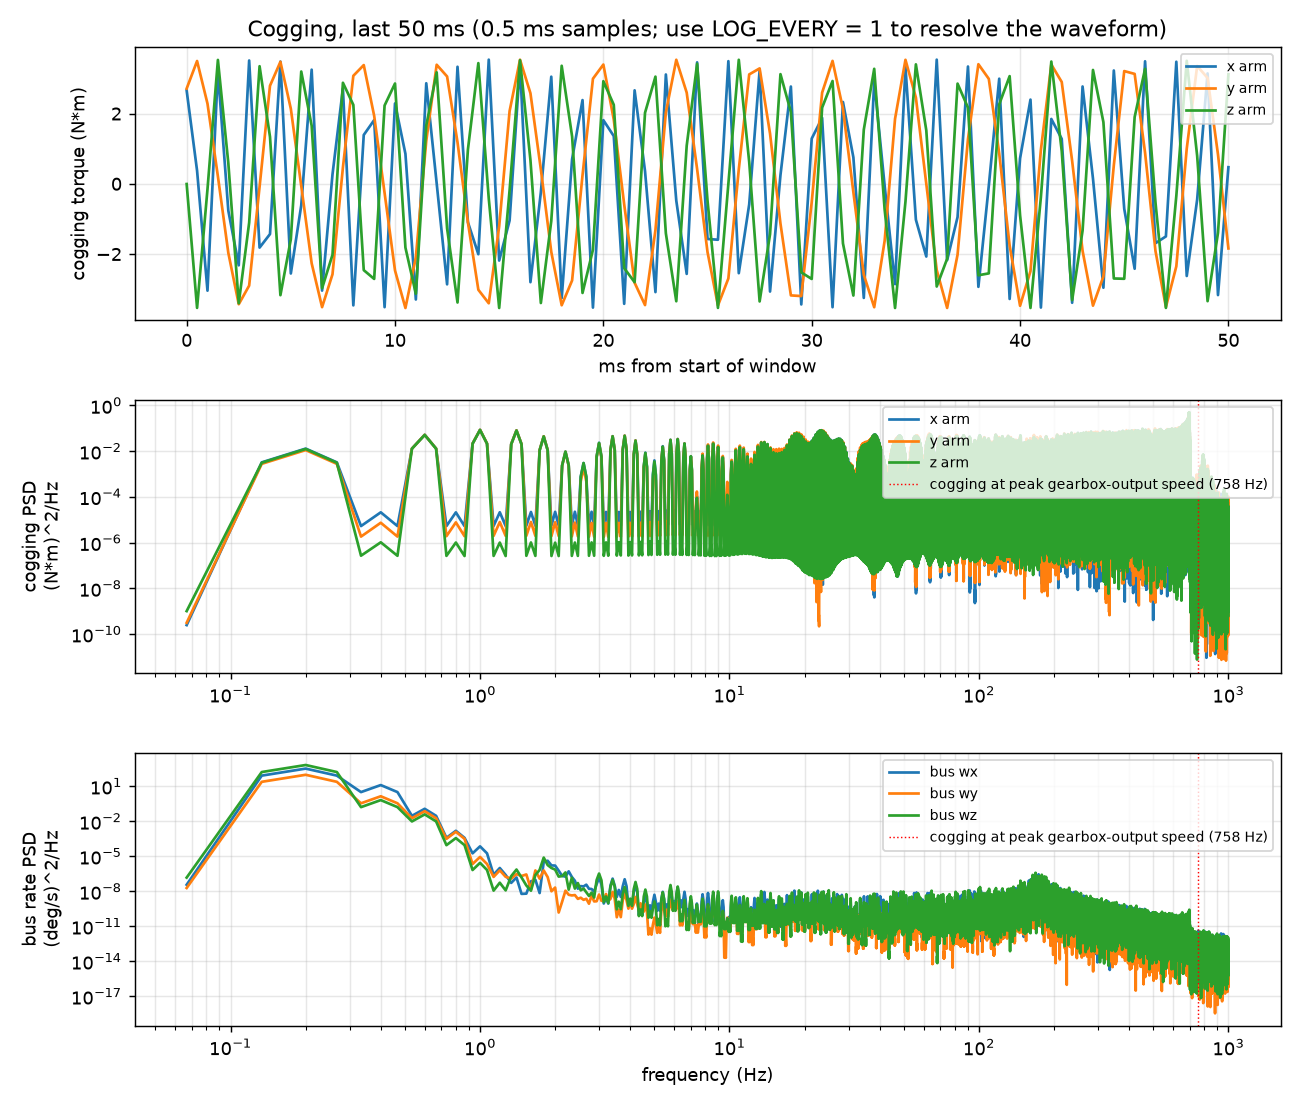 Cogging, last 50 ms (0.5 ms samples; use LOG_EVERY = 1 to resolve the waveform)
cogging torque (N*m)
2
0
−2
x arm
y arm
z arm
0
10
20
30
40
50
ms from start of window
cogging PSD
(N*m)^2/Hz
10^0
10^−2
10^−4
10^−6
10^−8
10^−10
x arm
y arm
z arm
cogging at peak gearbox-output speed (758 Hz)
10^−1
10^0
10^1
10^2
10^3
bus rate PSD
(deg/s)^2/Hz
10^1
10^−2
10^−5
10^−8
10^−11
10^−14
10^−17
bus wx
bus wy
bus wz
cogging at peak gearbox-output speed (758 Hz)
10^−1
10^0
10^1
10^2
10^3
frequency (Hz)